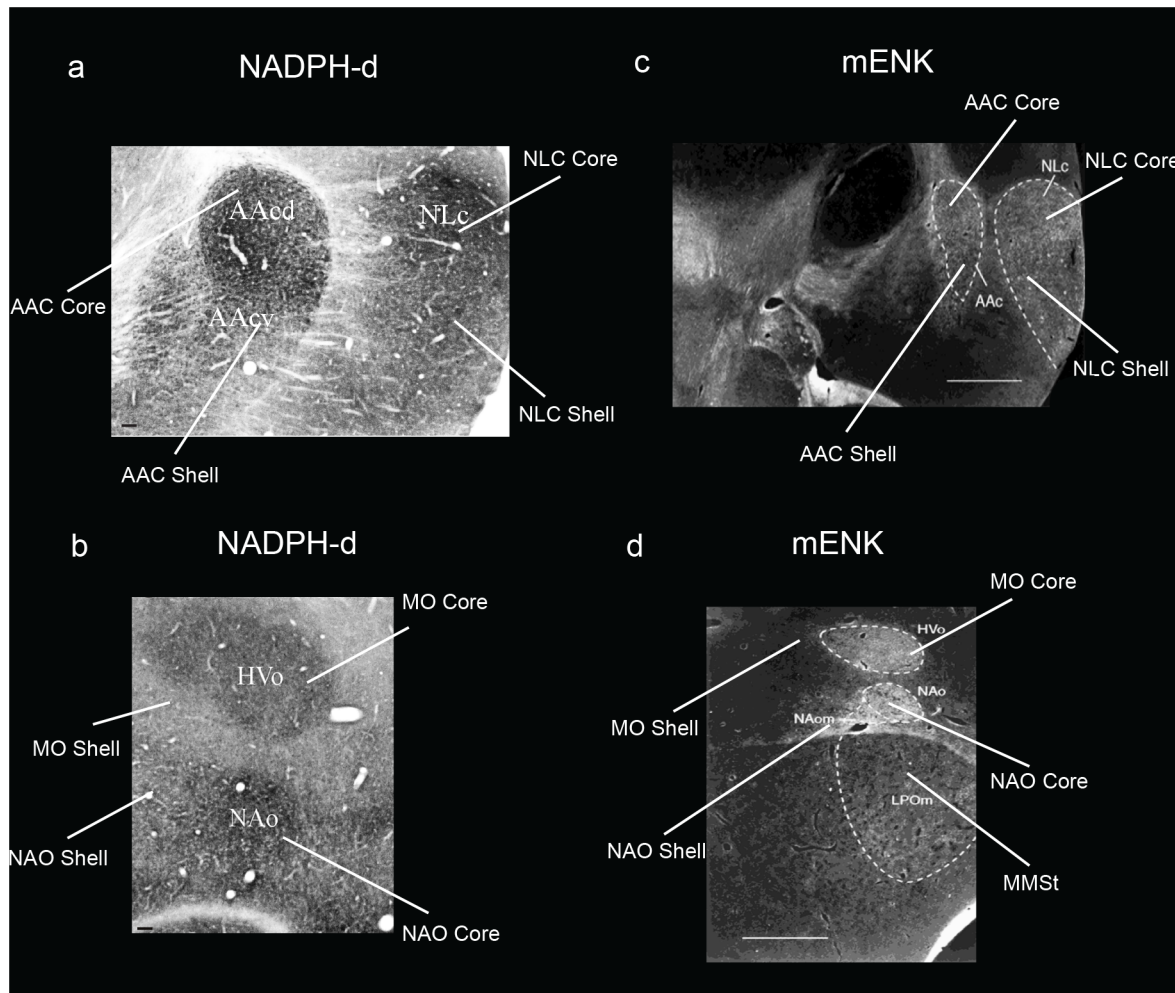 a
NADPH-d
NLC Core
AAcd
NLc
AAC Core
AAcv
NLC Shell
AAC Shell
c
mENK
AAC Core
NLC Core
NLc
AAc
NLC Shell
AAC Shell
b
NADPH-d
MO Core
HVo
MO Shell
NAo
NAO Shell
NAO Core
d
mENK
MO Core
HVo
NAo
MO Shell
NAom
NAO Core
LPOm
NAO Shell
MMSt